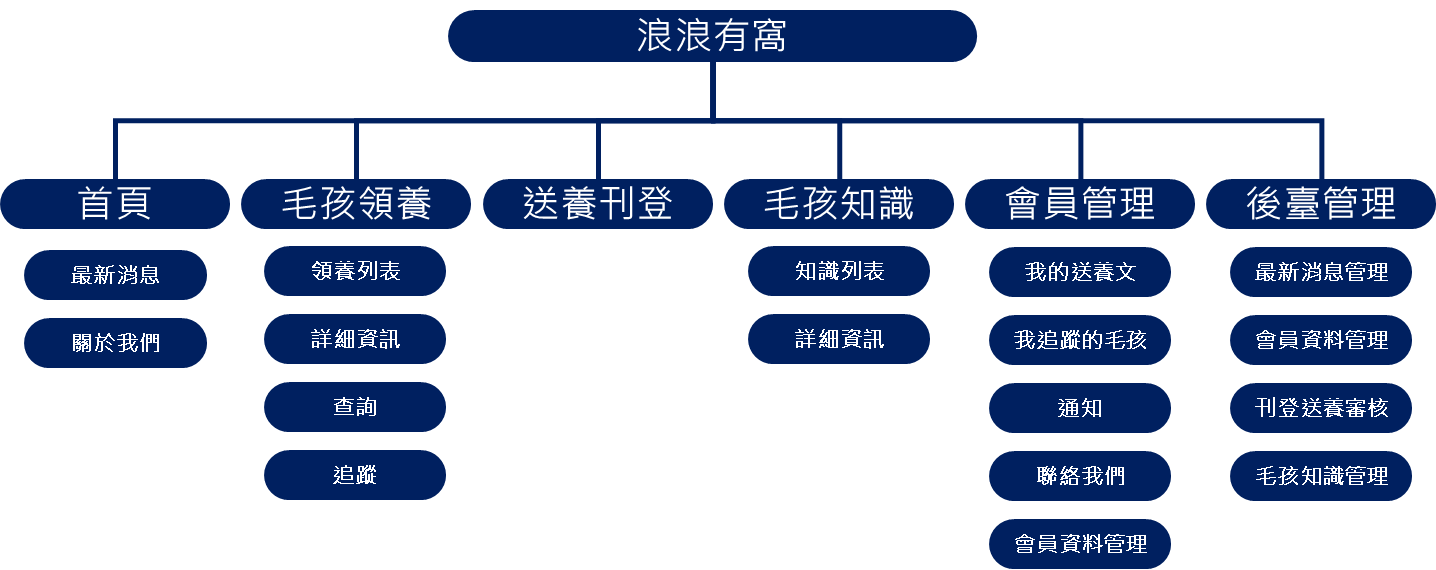 浪浪有窩
首頁
毛孩領養
送養刊登
毛孩知識
會員管理
後臺管理
最新消息
關於我們
領養列表
詳細資訊
查詢
追蹤
知識列表
詳細資訊
我的送養文
我追蹤的毛孩
通知
聯絡我們
會員資料管理
最新消息管理
會員資料管理
刊登送養審核
毛孩知識管理